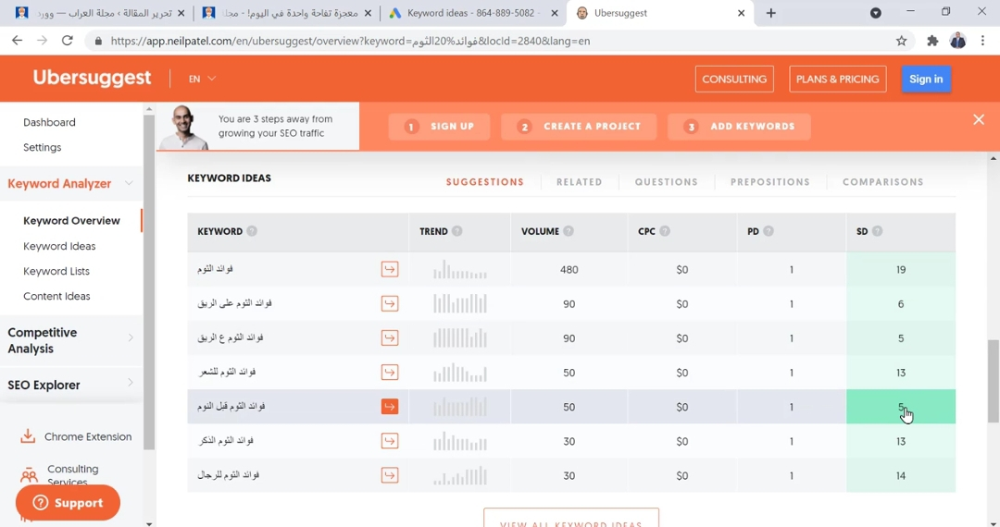 تحرير المقالة ‹ مجلة العراب — وورد
معجزة تفاحة واحدة في اليوم! - مجلة
Keyword ideas - 864-889-5082 -
Ubersuggest
https://app.neilpatel.com/en/ubersuggest/overview?keyword=فوائد%20الثوم&locId=2840&lang=en
Ubersuggest
EN
CONSULTING
PLANS & PRICING
Sign in
You are 3 steps away from
growing your SEO traffic
1 SIGN UP
2 CREATE A PROJECT
3 ADD KEYWORDS
Dashboard
Settings
Keyword Analyzer
Keyword Overview
Keyword Ideas
Keyword Lists
Content Ideas
Competitive
Analysis
SEO Explorer
Chrome Extension
Consulting
Services
? Support
KEYWORD IDEAS
SUGGESTIONS RELATED QUESTIONS PREPOSITIONS COMPARISONS
KEYWORD ? TREND ? VOLUME ? CPC ? PD ? SD ?
فوائد الثوم 480 $0 1 19
فوائد الثوم على الريق 90 $0 1 6
فوائد الثوم ع الريق 90 $0 1 5
فوائد الثوم للشعر 50 $0 1 13
فوائد الثوم قبل النوم 50 $0 1 5
فوائد الثوم الذكر 30 $0 1 13
فوائد الثوم للرجال 30 $0 1 14
VIEW ALL KEYWORD IDEAS